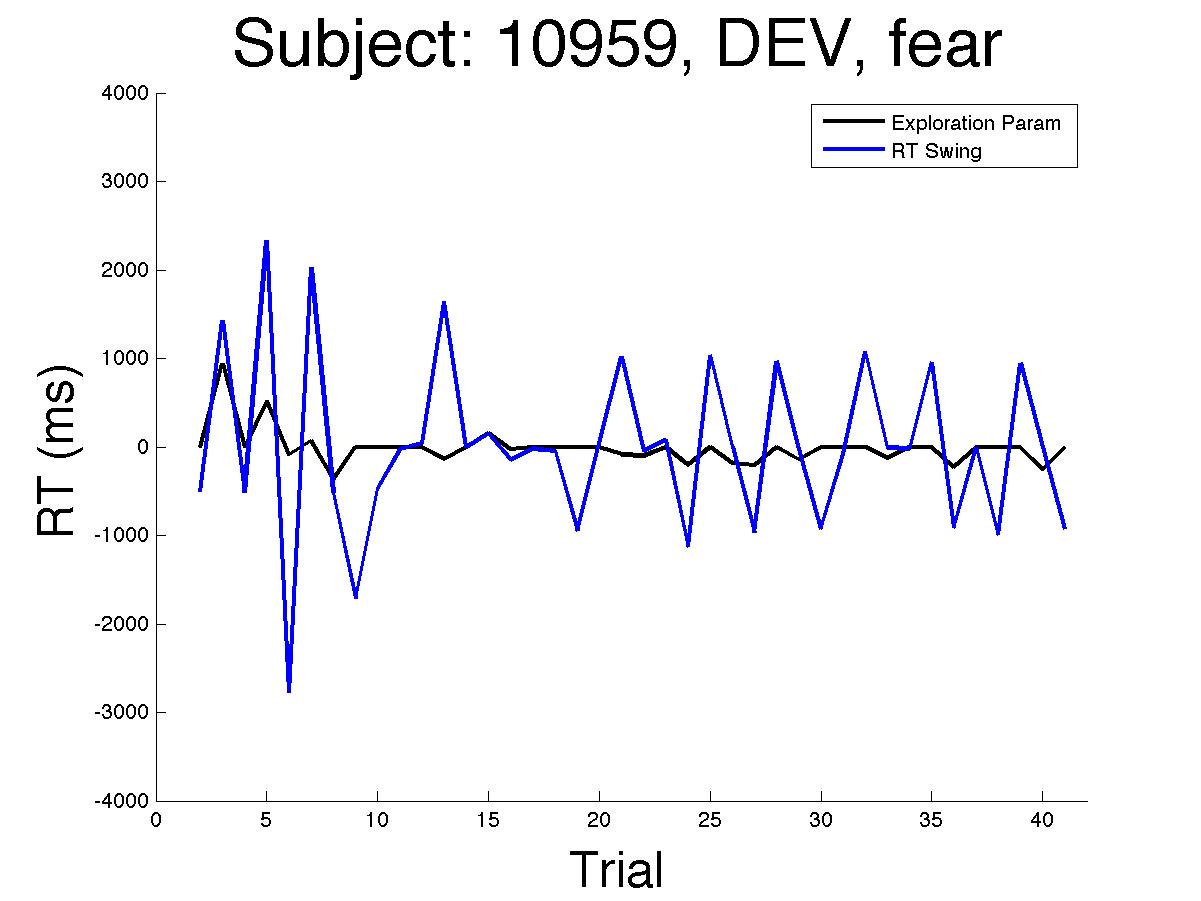 Subject: 10959, DEV, fear
Exploration Param
RT Swing
RT (ms)
4000
3000
2000
1000
0
-1000
-2000
-3000
-4000
0 5 10 15 20 25 30 35 40
Trial